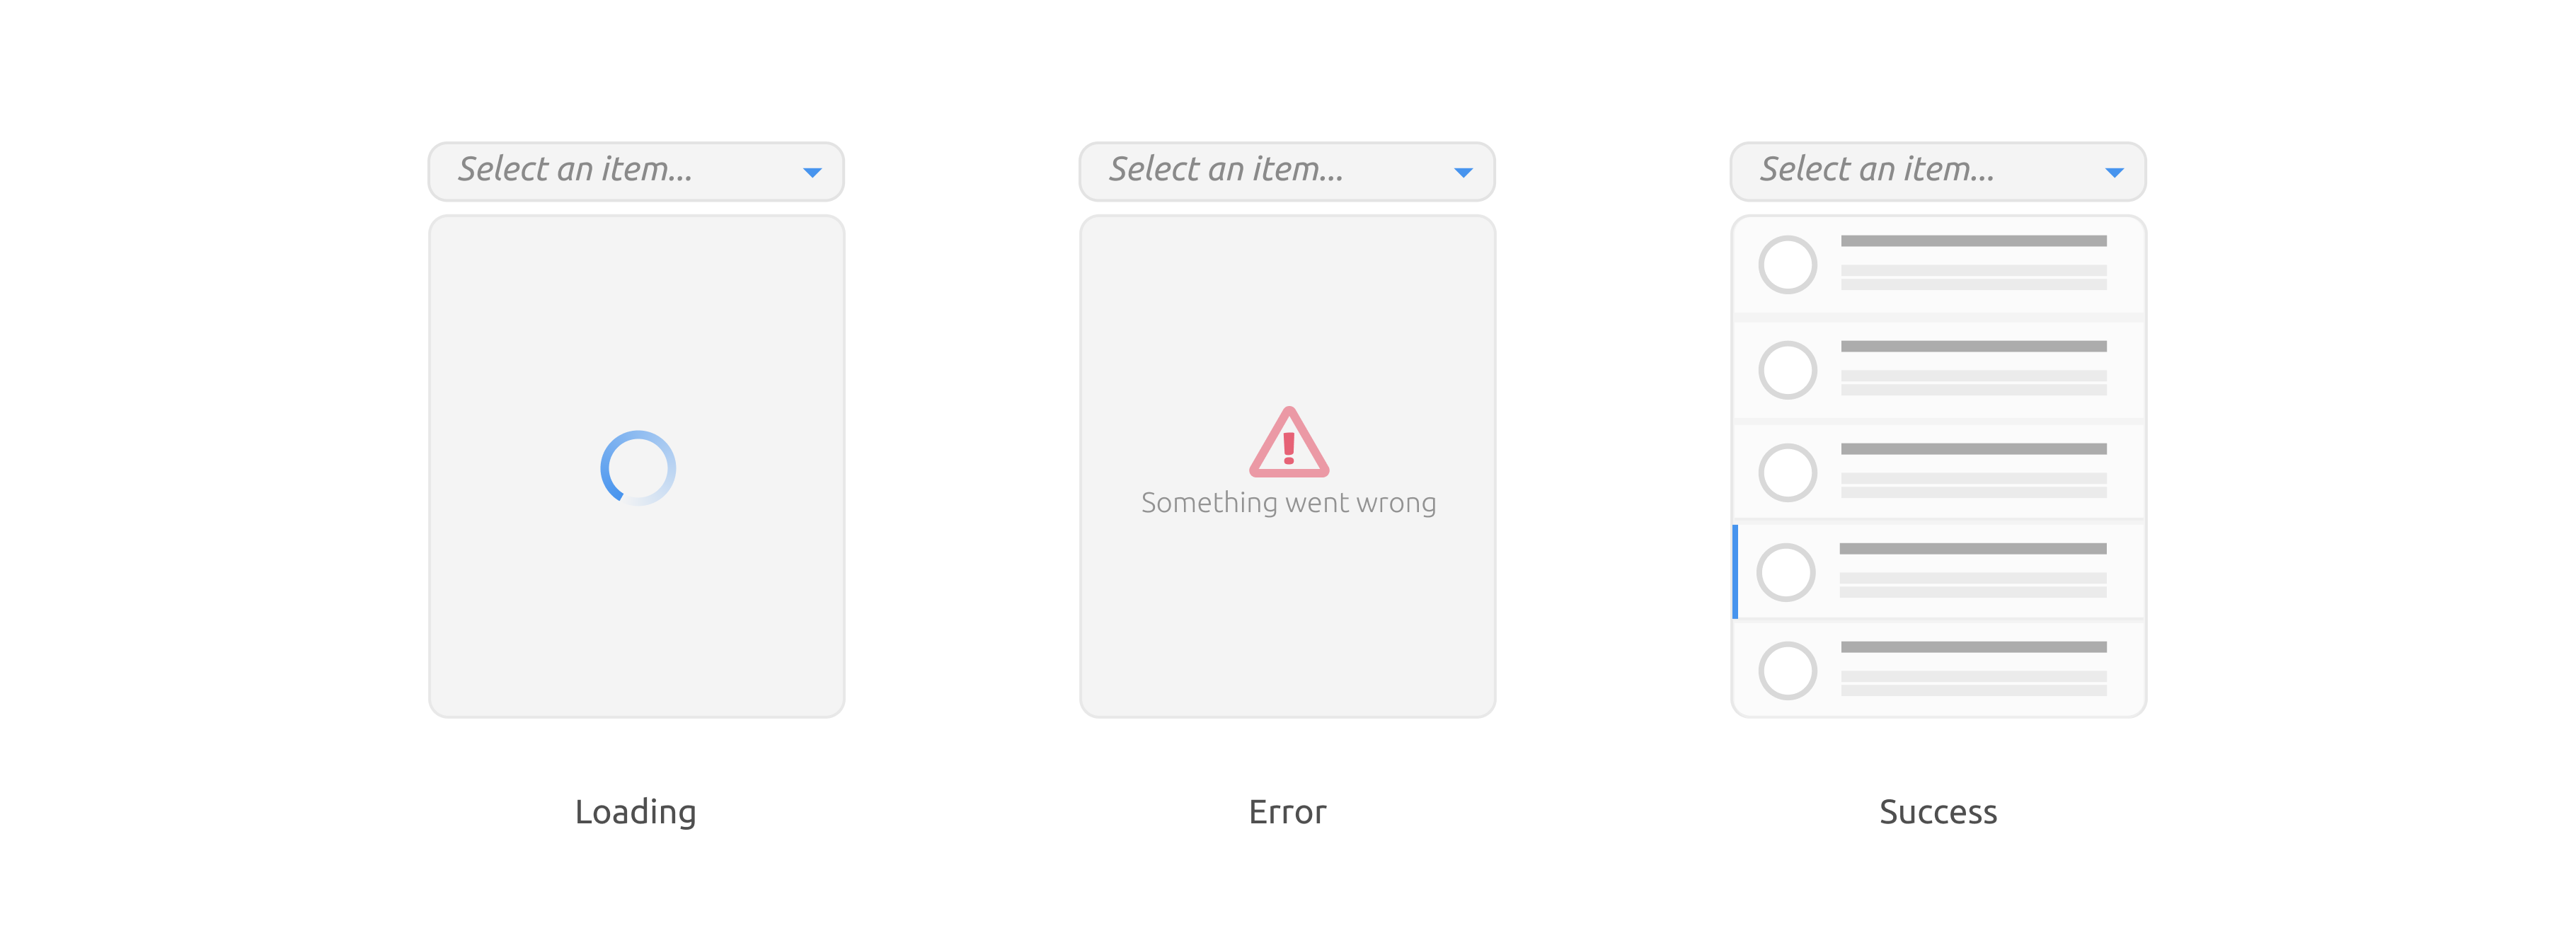 Select an item...
Select an item...
Select an item...
!
Something went wrong
Loading
Error
Success